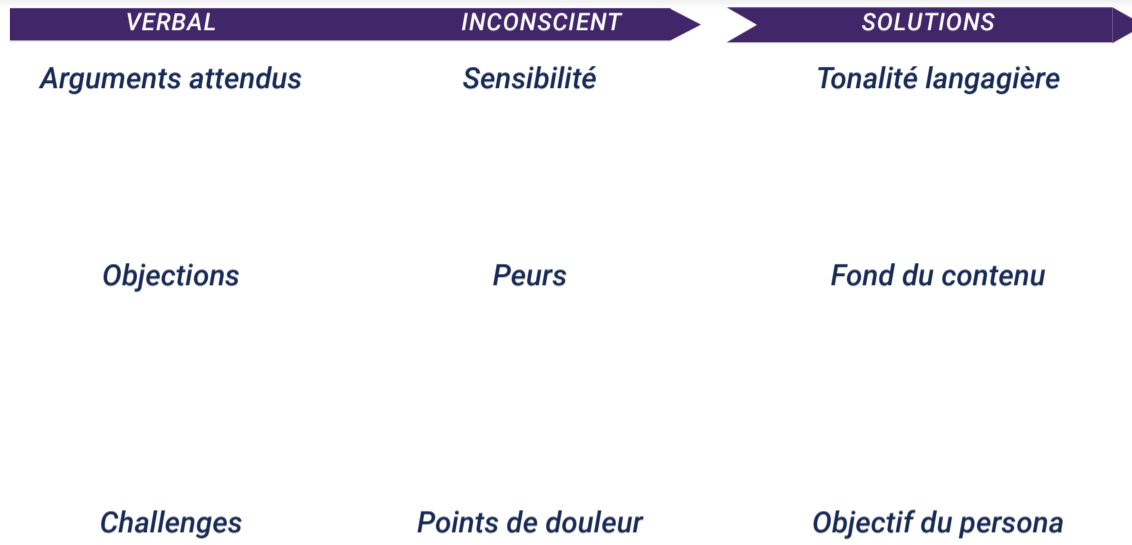 VERBAL INCONSCIENT SOLUTIONS
Arguments attendus Sensibilité Tonalité langagière
Objections Peurs Fond du contenu
Challenges Points de douleur Objectif du persona